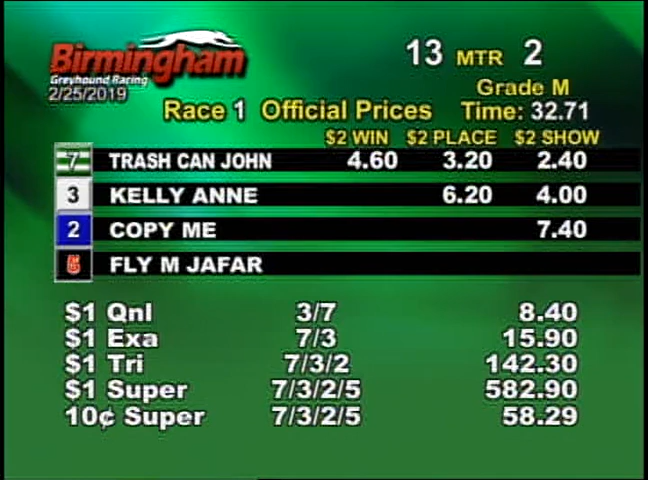 Birmingham
13 MTR 2
Greyhound Racing
Grade M
2/25/2019
Race 1 Official Prices Time: 32.71
$2 WIN $2 PLACE $2 SHOW
7 TRASH CAN JOHN 4.60 3.20 2.40
3 KELLY ANNE 6.20 4.00
2 COPY ME 7.40
5 FLY M JAFAR
$1 Qnl 3/7 8.40
$1 Exa 7/3 15.90
$1 Tri 7/3/2 142.30
$1 Super 7/3/2/5 582.90
10¢ Super 7/3/2/5 58.29